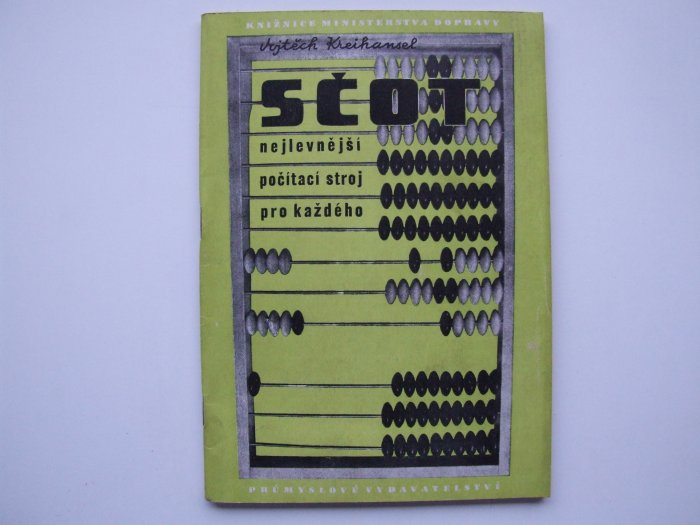 KNIŽNICE MINISTERSTVA DOPRAVY
Vojtěch Kreihansel
SČOT
nejlevnější
počítací stroj
pro každého
PRŮMYSLOVÉ VYDAVATELSTVÍ